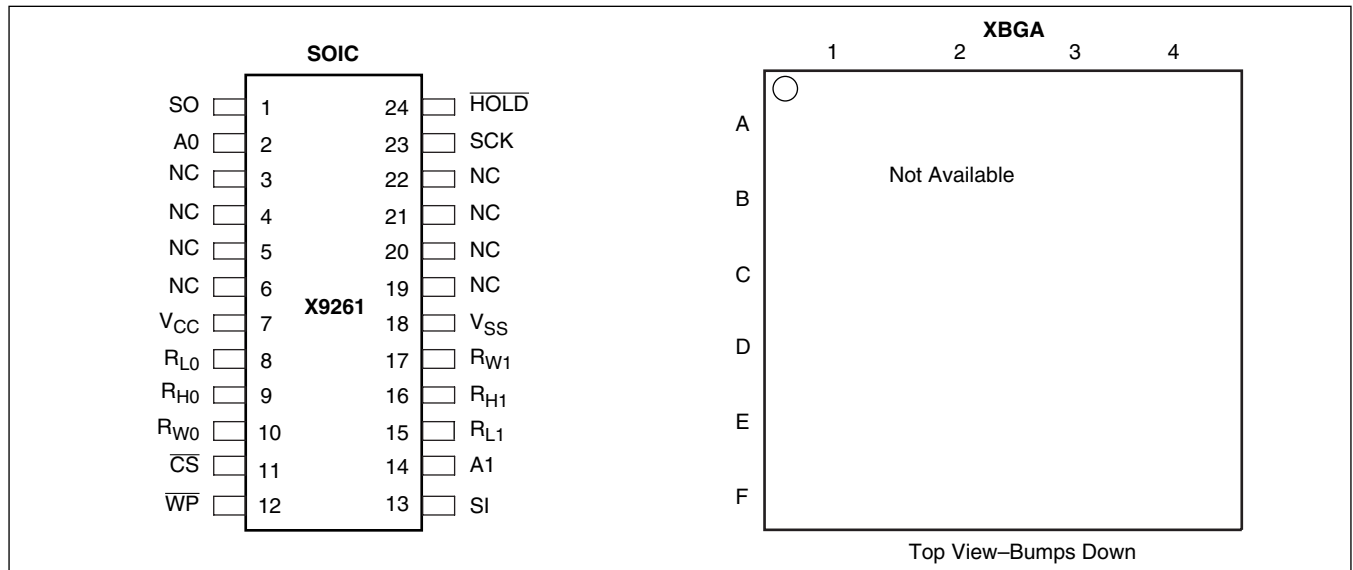 SOIC
SO 1 24 HOLD
A0 2 23 SCK
NC 3 22 NC
NC 4 21 NC
NC 5 20 NC
NC 6 19 NC
X9261
VCC 7 18 VSS
RL0 8 17 RW1
RH0 9 16 RH1
RW0 10 15 RL1
CS 11 14 A1
WP 12 13 SI
XBGA
1 2 3 4
A
Not Available
B
C
D
E
F
Top View–Bumps Down